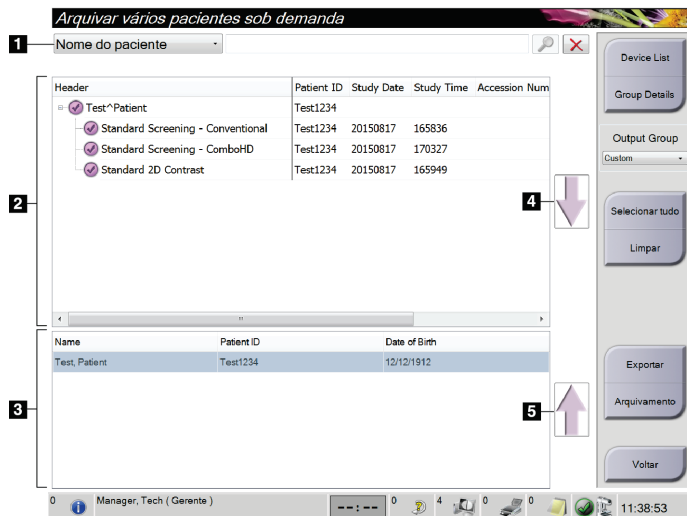 Arquivar vários pacientes sob demanda
1
Nome do paciente
Device List
Group Details
Output Group
Custom
Selecionar tudo
Limpar
Exportar
Arquivamento
Voltar
2
Header Patient ID Study Date Study Time Accession Num
Test^Patient Test1234
Standard Screening - Conventional Test1234 20150817 165836
Standard Screening - ComboHD Test1234 20150817 170327
Standard 2D Contrast Test1234 20150817 165949
4
3
Name Patient ID Date of Birth
Test, Patient Test1234 12/12/1912
5
0 Manager, Tech ( Gerente ) --:-- 0 4 0 0 11:38:53